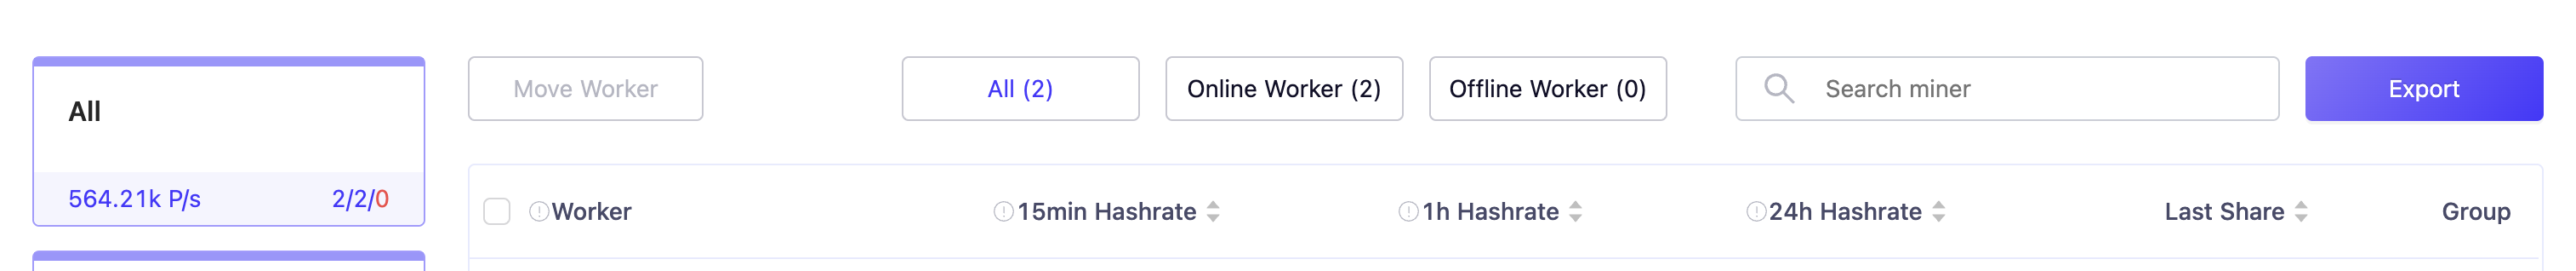 All
564.21k P/s 2/2/0
Move Worker All (2) Online Worker (2) Offline Worker (0) Search miner Export
Worker 15min Hashrate 1h Hashrate 24h Hashrate Last Share Group